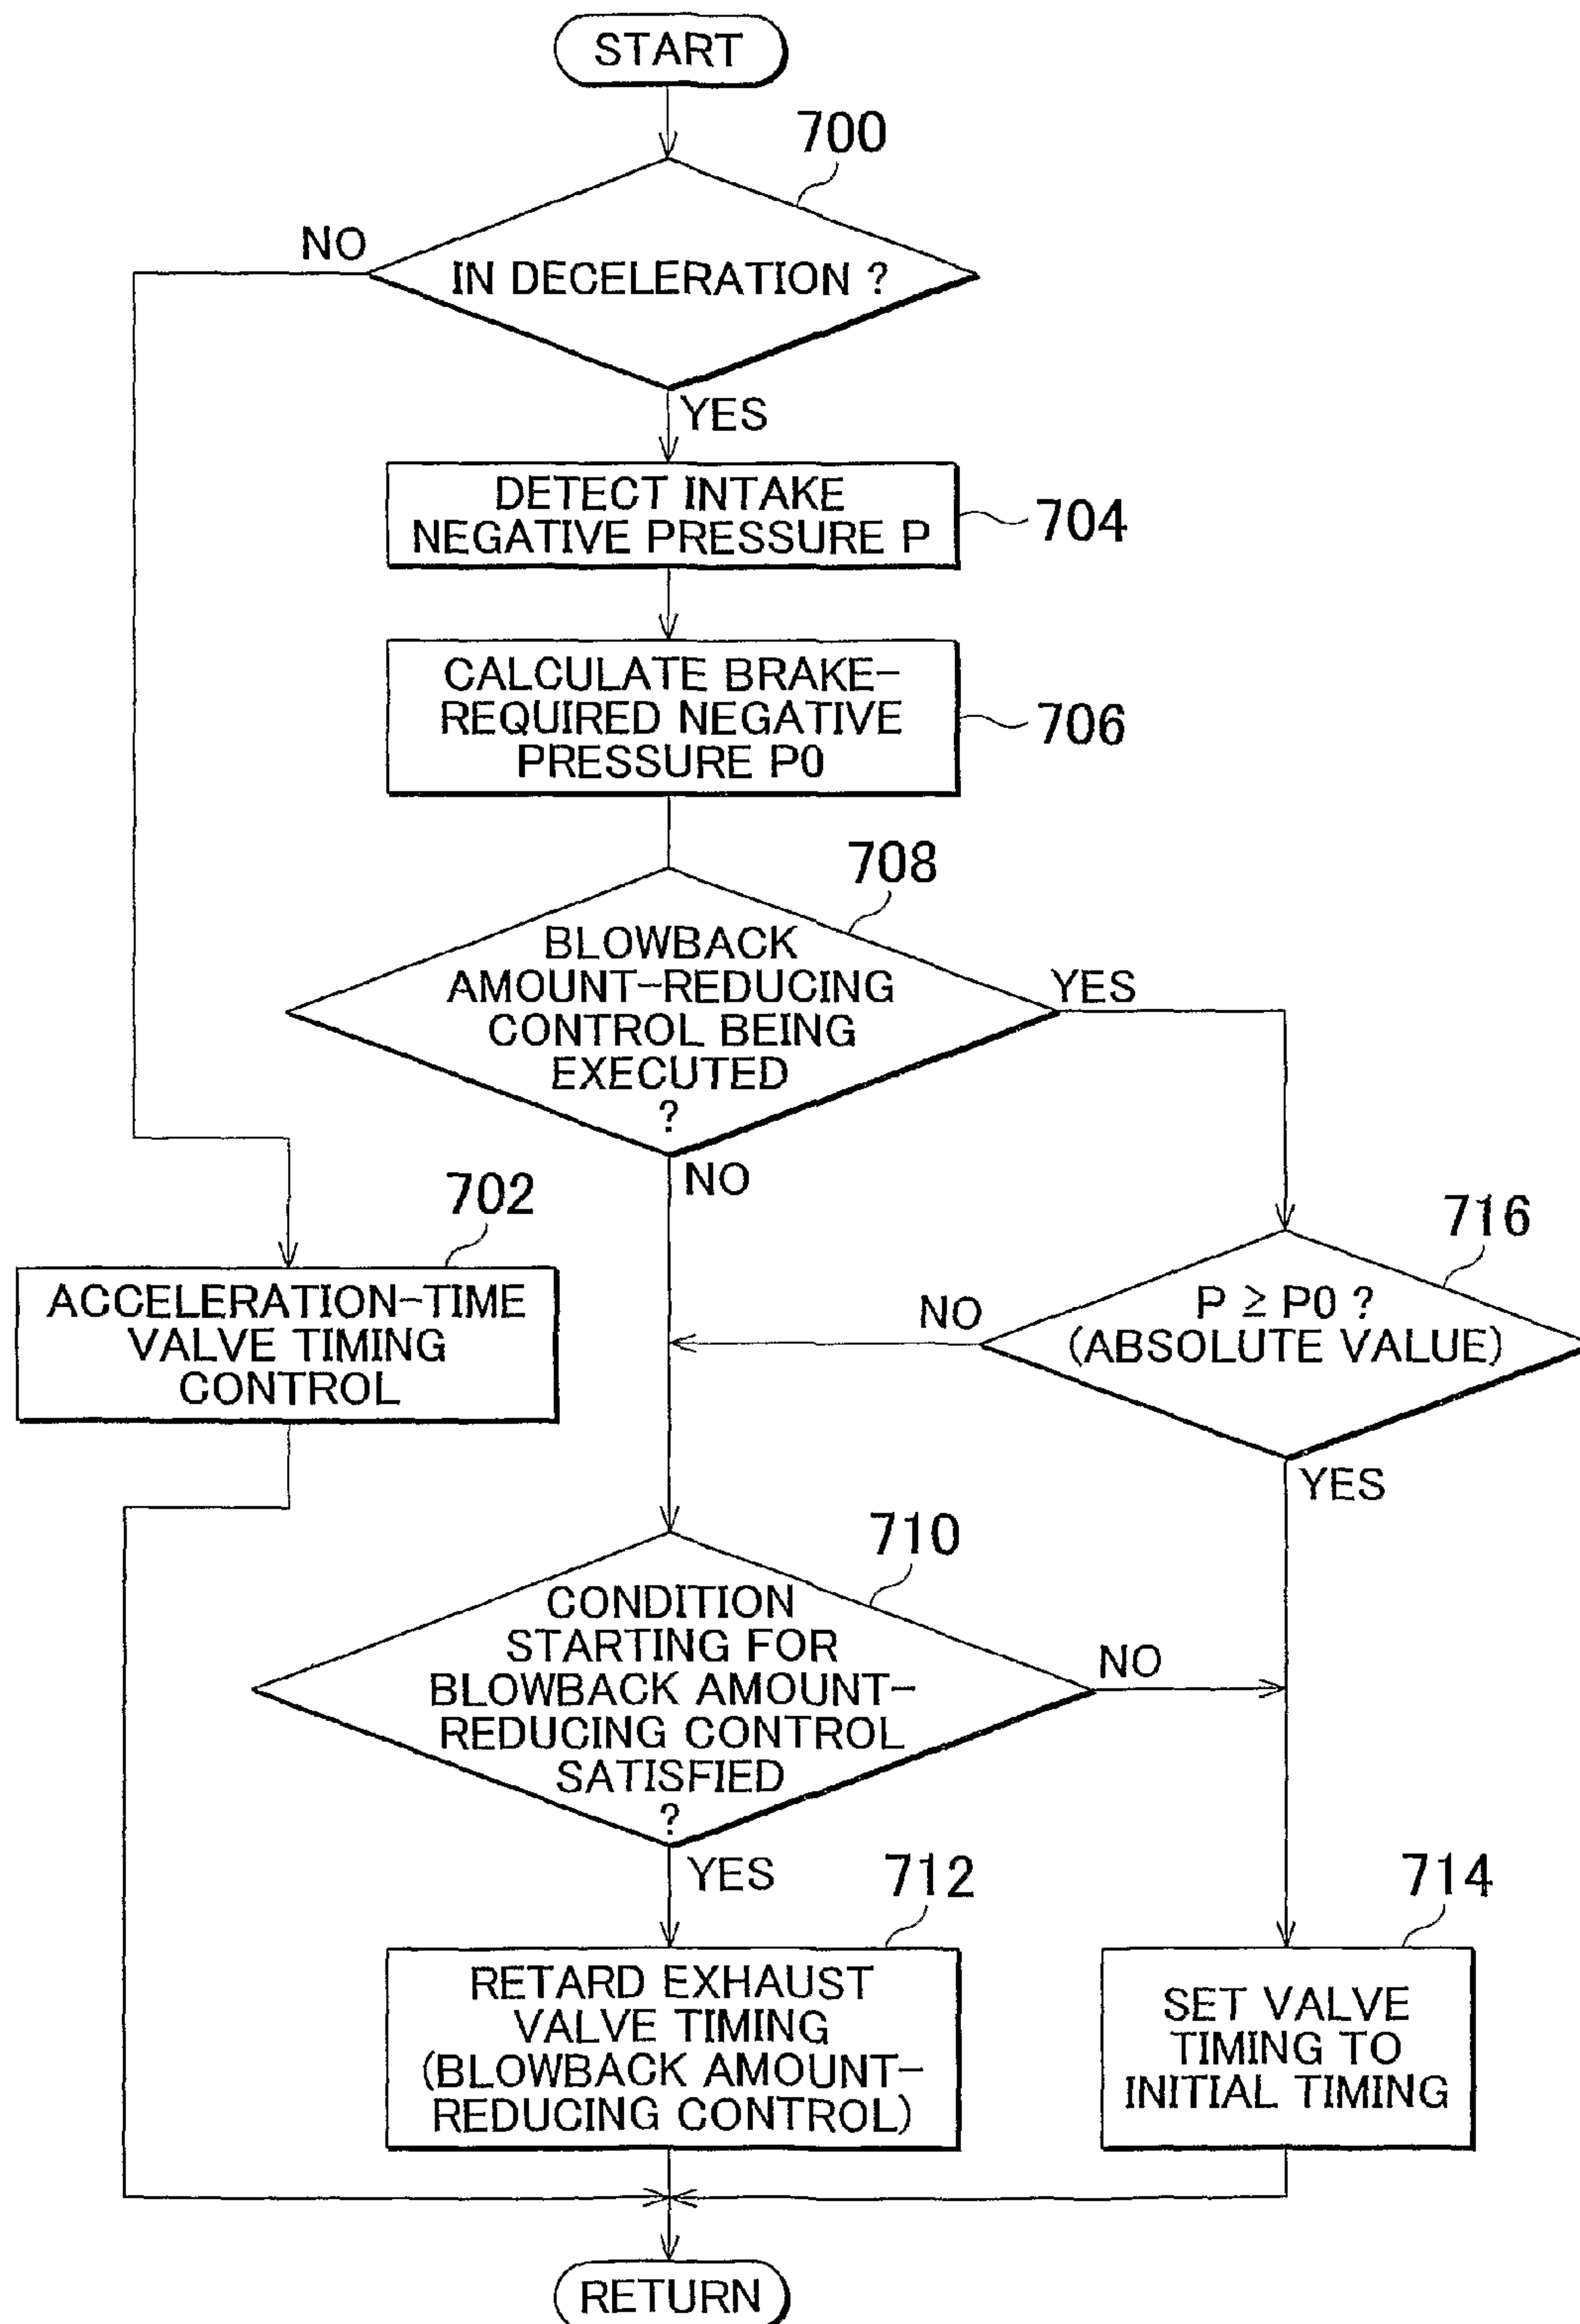 START
700
NO
IN DECELERATION ?
YES
DETECT INTAKE
NEGATIVE PRESSURE P
704
CALCULATE BRAKE-
REQUIRED NEGATIVE
PRESSURE P0
706
708
BLOWBACK
AMOUNT-REDUCING
CONTROL BEING
EXECUTED
?
YES
NO
702
ACCELERATION-TIME
VALVE TIMING
CONTROL
716
P ≥ P0 ?
(ABSOLUTE VALUE)
NO
YES
710
CONDITION
STARTING FOR
BLOWBACK AMOUNT-
REDUCING CONTROL
SATISFIED
?
NO
YES
712
RETARD EXHAUST
VALVE TIMING
(BLOWBACK AMOUNT-
REDUCING CONTROL)
714
SET VALVE
TIMING TO
INITIAL TIMING
RETURN